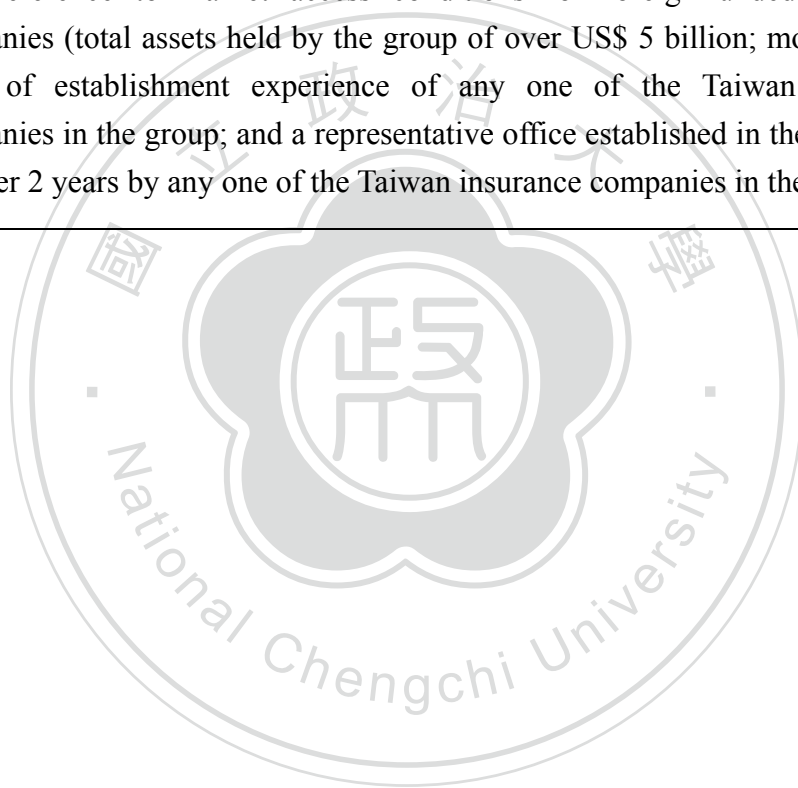 anies (total assets held by the group of over US$ 5 billion; mo
of establishment experience of any one of the Taiwan
anies in the group; and a representative office established in the
er 2 years by any one of the Taiwan insurance companies in the
國立政治大學
政大
National Chengchi University